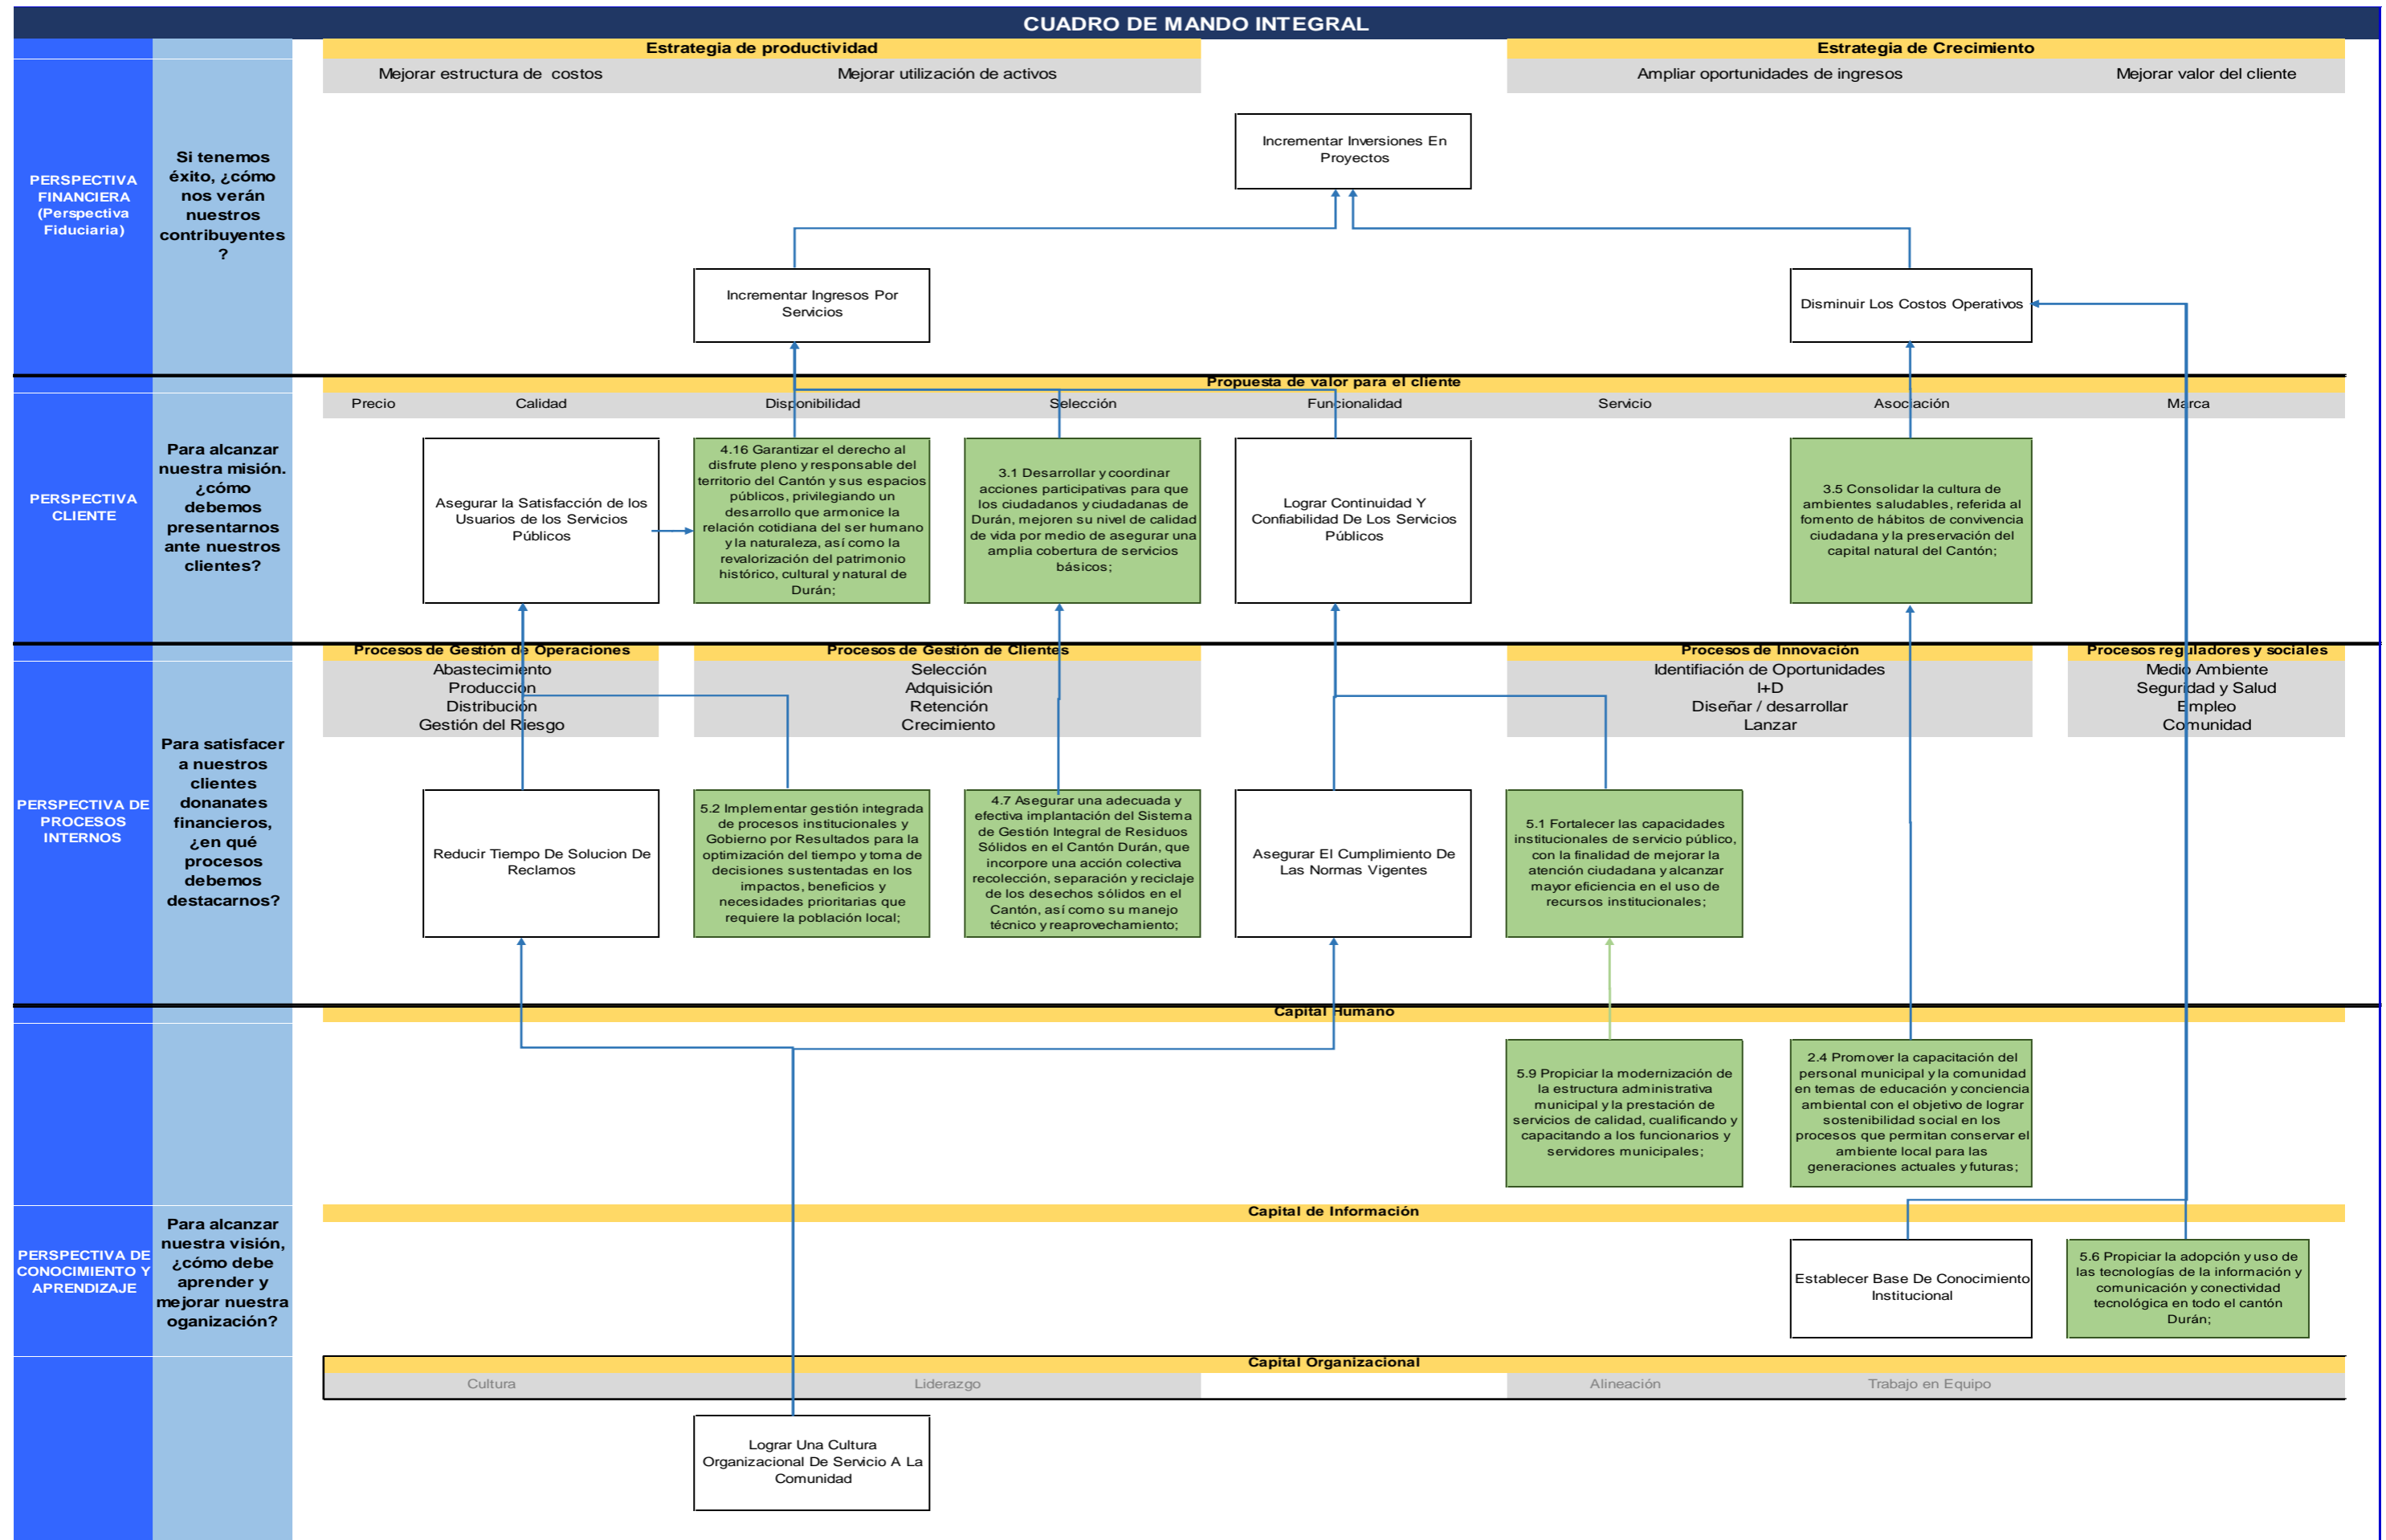 CUADRO DE MANDO INTEGRAL
Estrategia de productividad
Estrategia de Crecimiento
Mejorar estructura de costos
Mejorar utilización de activos
Ampliar oportunidades de ingresos
Mejorar valor del cliente
PERSPECTIVA
FINANCIERA
(Perspectiva
Fiduciaria)
Si tenemos
éxito, ¿cómo
nos verán
nuestros
contribuyentes
?
Incrementar Inversiones En
Proyectos
Incrementar Ingresos Por
Servicios
Disminuir Los Costos Operativos
Propuesta de valor para el cliente
Precio
Calidad
Disponibilidad
Selección
Funcionalidad
Servicio
Asociación
Marca
PERSPECTIVA
CLIENTE
Para alcanzar
nuestra misión.
¿cómo
debemos
presentarnos
ante nuestros
clientes?
Asegurar la Satisfacción de los
Usuarios de los Servicios
Públicos
4.16 Garantizar el derecho al
disfrute pleno y responsable del
territorio del Cantón y sus espacios
públicos, privilegiando un
desarrollo que armonice la
relación cotidiana del ser humano
y la naturaleza, así como la
revalorización del patrimonio
histórico, cultural y natural de
Durán;
3.1 Desarrollar y coordinar
acciones participativas para que
los ciudadanos y ciudadanas de
Durán, mejoren su nivel de calidad
de vida por medio de asegurar una
amplia cobertura de servicios
básicos;
Lograr Continuidad Y
Confiabilidad De Los Servicios
Públicos
3.5 Consolidar la cultura de
ambientes saludables, referida al
fomento de hábitos de convivencia
ciudadana y la preservación del
capital natural del Cantón;
Procesos de Gestión de Operaciones
Abastecimiento
Producción
Distribución
Gestión del Riesgo
Procesos de Gestión de Clientes
Selección
Adquisición
Retención
Crecimiento
Procesos de Innovación
Identifiación de Oportunidades
I+D
Diseñar / desarrollar
Lanzar
Procesos reguladores y sociales
Medio Ambiente
Seguridad y Salud
Empleo
Comunidad
PERSPECTIVA DE
PROCESOS
INTERNOS
Para satisfacer
a nuestros
clientes
donanates
financieros,
¿en qué
procesos
debemos
destacarnos?
Reducir Tiempo De Solucion De
Reclamos
5.2 Implementar gestión integrada
de procesos institucionales y
Gobierno por Resultados para la
optimización del tiempo y toma de
decisiones sustentadas en los
impactos, beneficios y
necesidades prioritarias que
requiere la población local;
4.7 Asegurar una adecuada y
efectiva implantación del Sistema
de Gestión Integral de Residuos
Sólidos en el Cantón Durán, que
incorpore una acción colectiva
recolección, separación y reciclaje
de los desechos sólidos en el
Cantón, así como su manejo
técnico y reaprovechamiento;
Asegurar El Cumplimiento De
Las Normas Vigentes
5.1 Fortalecer las capacidades
institucionales de servicio público,
con la finalidad de mejorar la
atención ciudadana y alcanzar
mayor eficiencia en el uso de
recursos institucionales;
Capital Humano
5.9 Propiciar la modernización de
la estructura administrativa
municipal y la prestación de
servicios de calidad, cualificando y
capacitando a los funcionarios y
servidores municipales;
2.4 Promover la capacitación del
personal municipal y la comunidad
en temas de educación y conciencia
ambiental con el objetivo de lograr
sostenibilidad social en los
procesos que permitan conservar el
ambiente local para las
generaciones actuales y futuras;
Capital de Información
PERSPECTIVA DE
CONOCIMIENTO Y
APRENDIZAJE
Para alcanzar
nuestra visión,
¿cómo debe
aprender y
mejorar nuestra
oganización?
Establecer Base De Conocimiento
Institucional
5.6 Propiciar la adopción y uso de
las tecnologías de la información y
comunicación y conectividad
tecnológica en todo el cantón
Durán;
Capital Organizacional
Cultura
Liderazgo
Alineación
Trabajo en Equipo
Lograr Una Cultura
Organizacional De Servicio A La
Comunidad